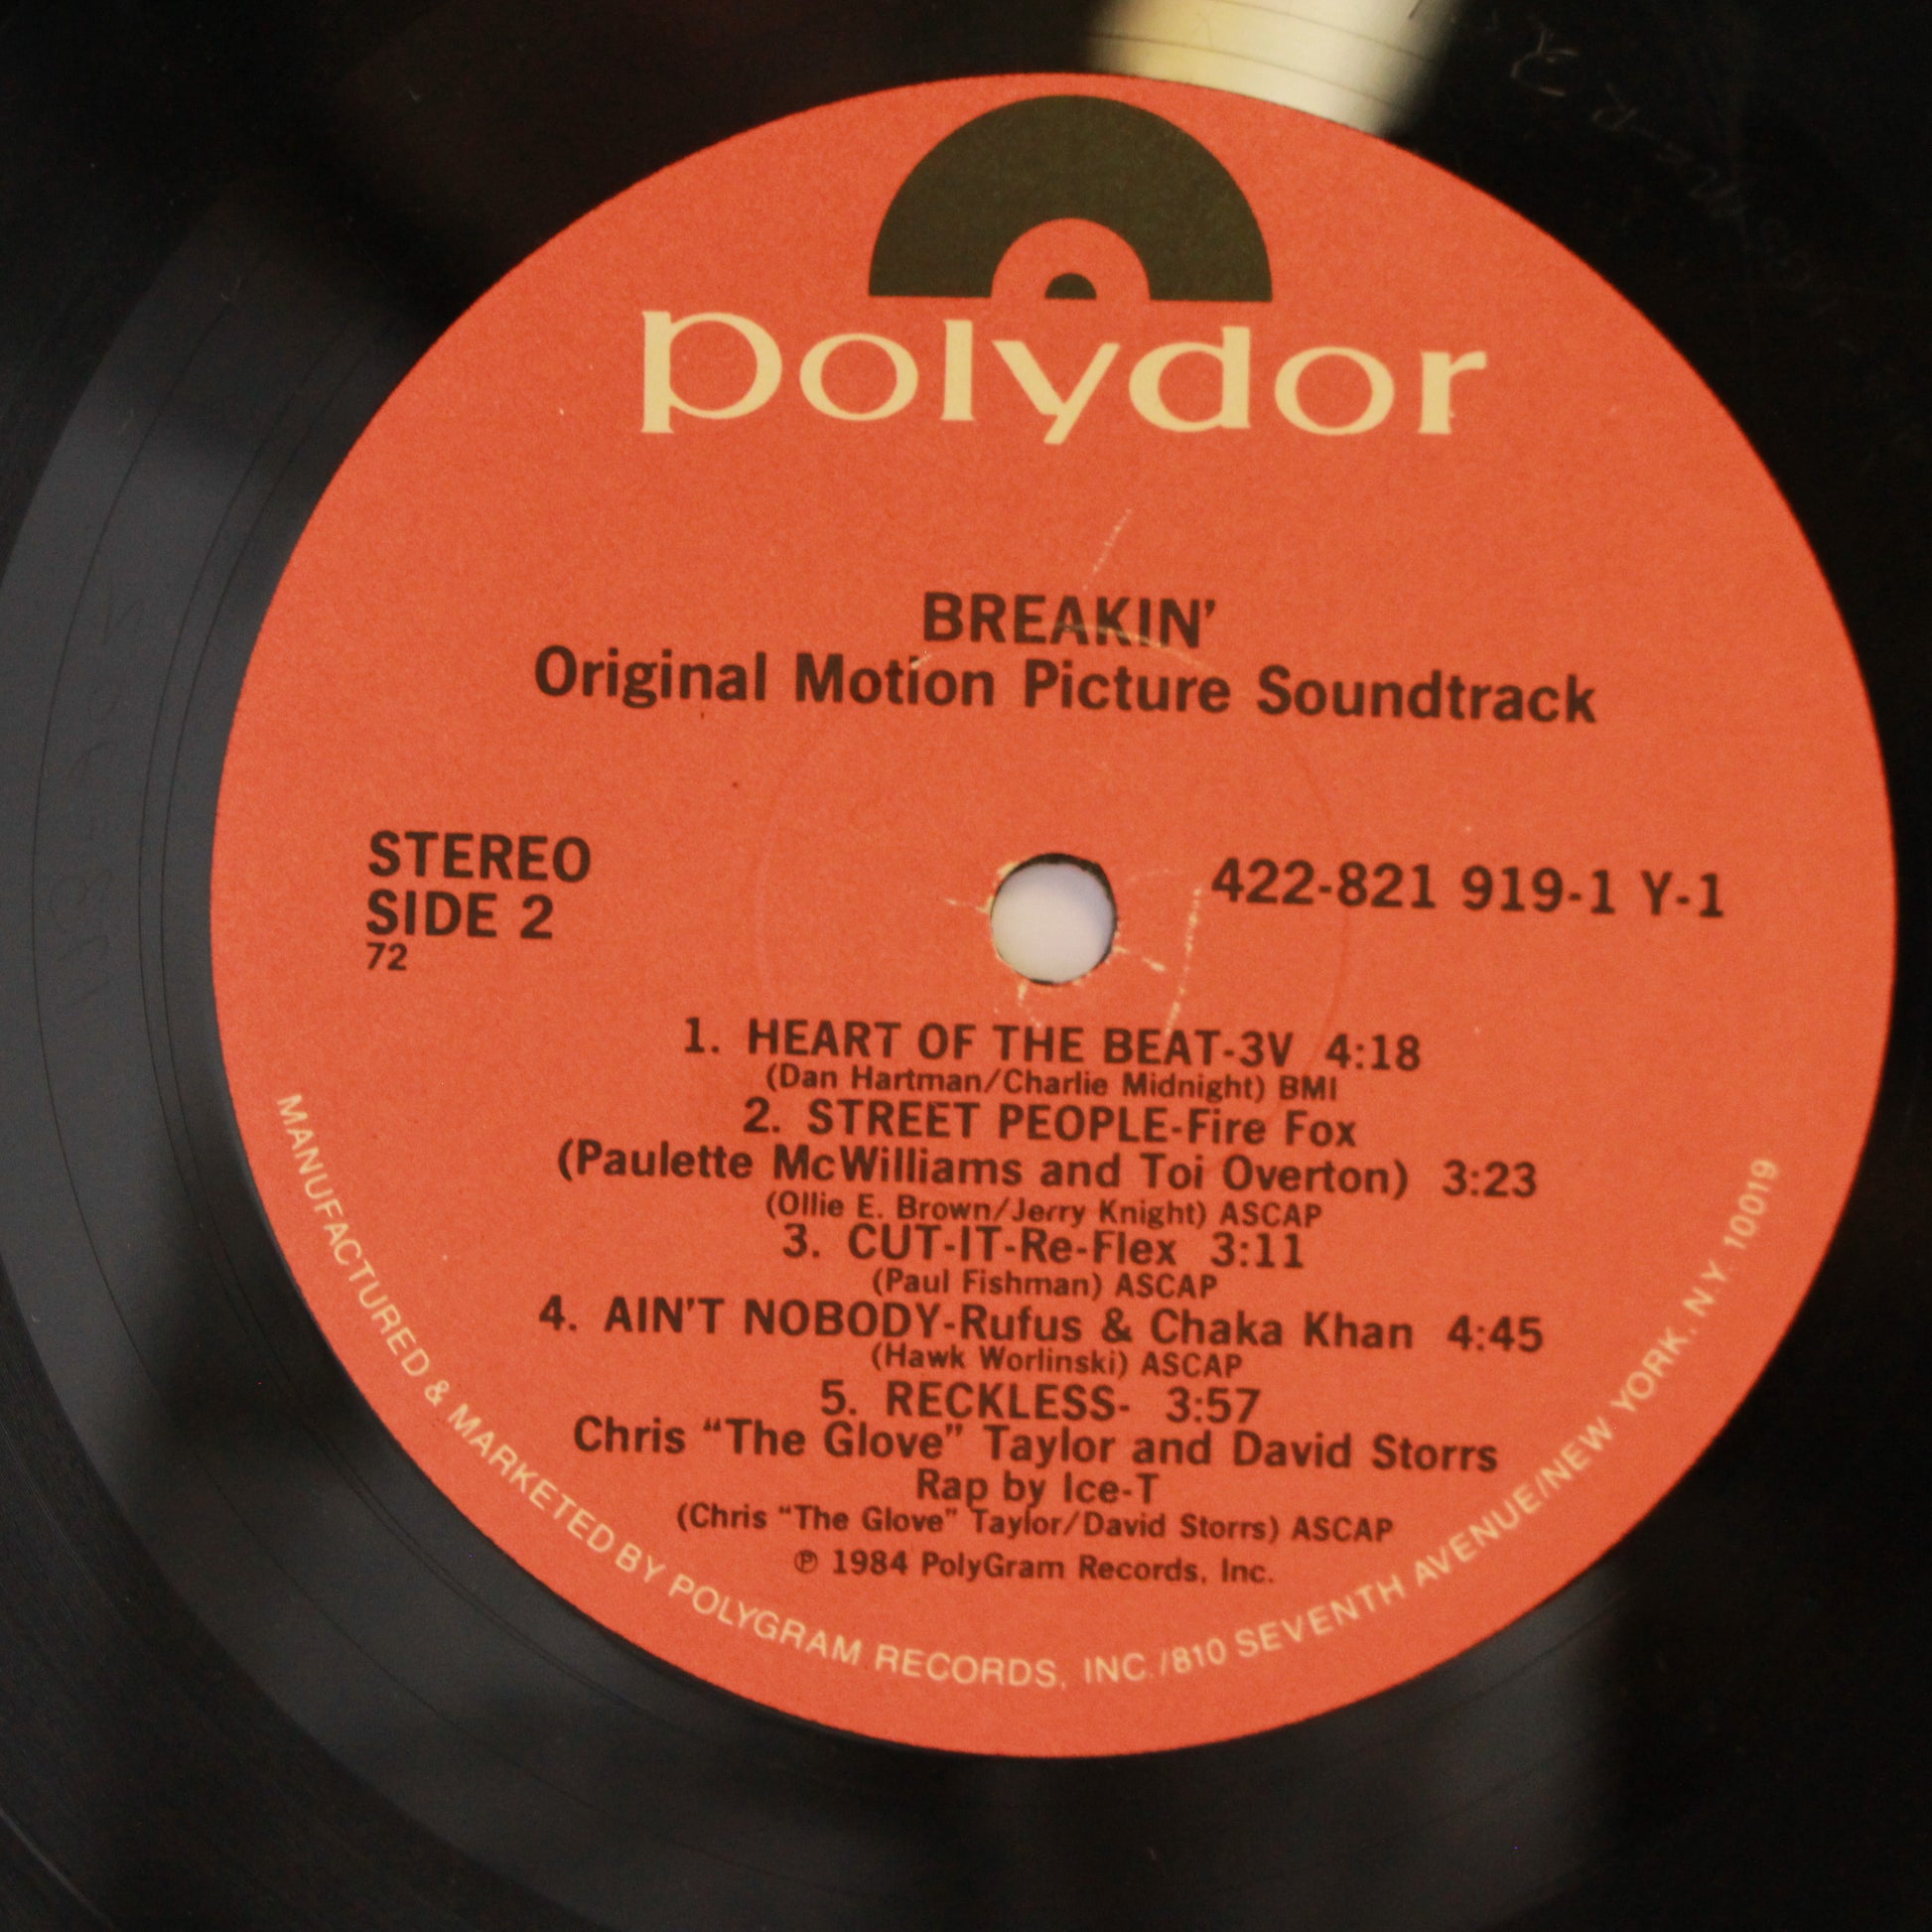 polydor
BREAKIN'
Original Motion Picture Soundtrack
STEREO
SIDE 2
72
422-821 919-1 Y-1
1. HEART OF THE BEAT-3V 4:18
(Dan Hartman/Charlie Midnight) BMI
2. STREET PEOPLE-Fire Fox
(Paulette McWilliams and Toi Overton) 3:23
(Ollie E. Brown/Jerry Knight) ASCAP
3. CUT-IT-Re-Flex 3:11
(Paul Fishman) ASCAP
4. AIN'T NOBODY-Rufus & Chaka Khan 4:45
(Hawk Worlinski) ASCAP
5. RECKLESS- 3:57
Chris “The Glove” Taylor and David Storrs
Rap by Ice-T
(Chris “The Glove” Taylor/David Storrs) ASCAP
℗ 1984 PolyGram Records, Inc.
MANUFACTURED & MARKETED BY POLYGRAM RECORDS, INC./810 SEVENTH AVENUE/NEW YORK, N.Y. 10019